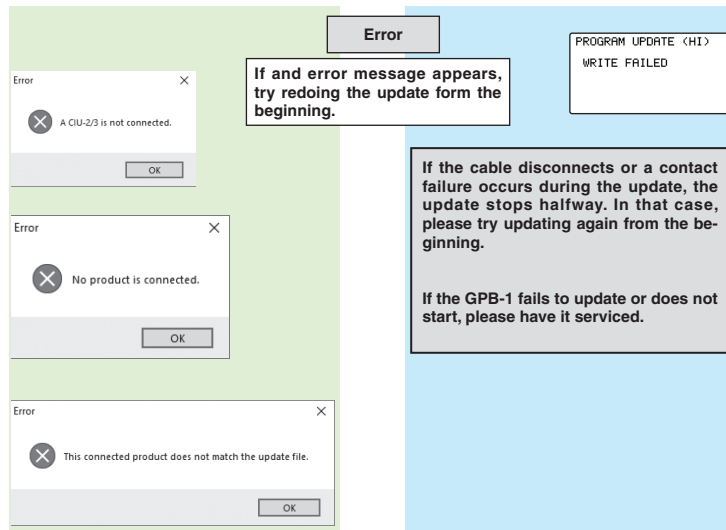 Error
If and error message appears,
try redoing the update form the
beginning.
Error
A CIU-2/3 is not connected.
OK
Error
No product is connected.
OK
Error
This connected product does not match the update file.
OK
PROGRAM UPDATE (HI)
WRITE FAILED
If the cable disconnects or a contact
failure occurs during the update, the
update stops halfway. In that case,
please try updating again from the be-
ginning.
If the GPB-1 fails to update or does not
start, please have it serviced.